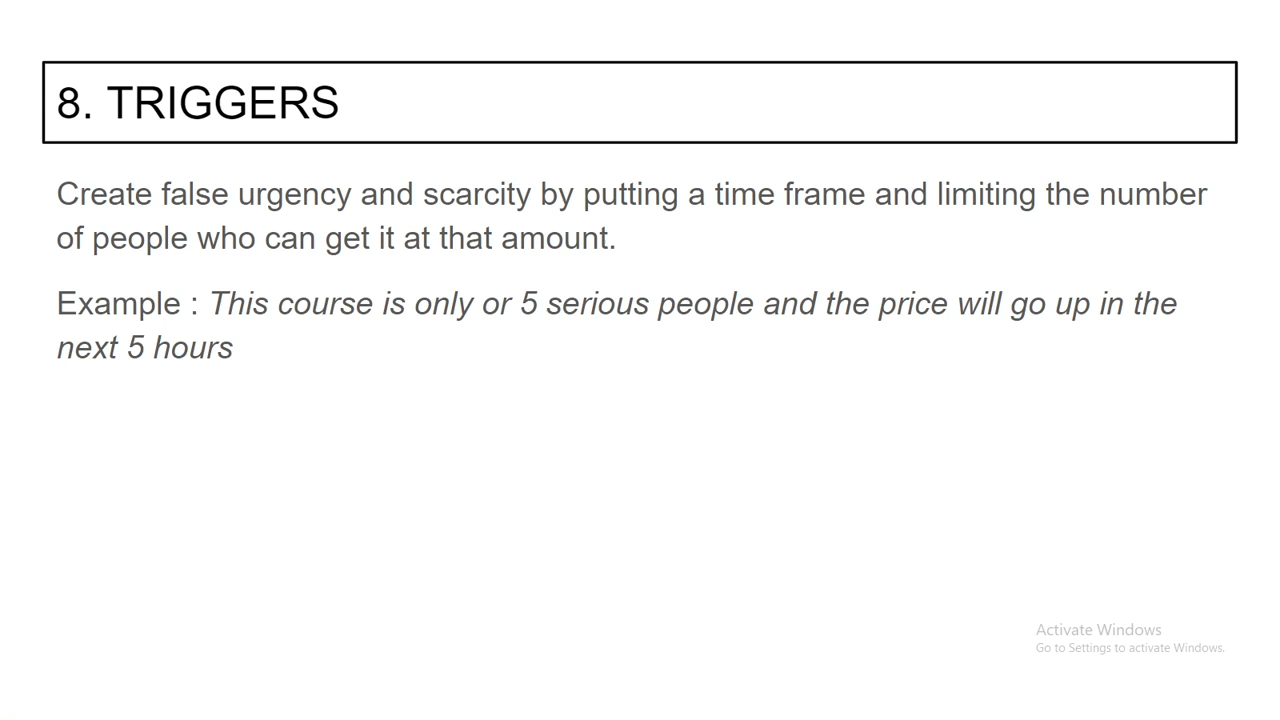 8. TRIGGERS
Create false urgency and scarcity by putting a time frame and limiting the number
of people who can get it at that amount.
Example : This course is only or 5 serious people and the price will go up in the
next 5 hours
Activate Windows
Go to Settings to activate Windows.